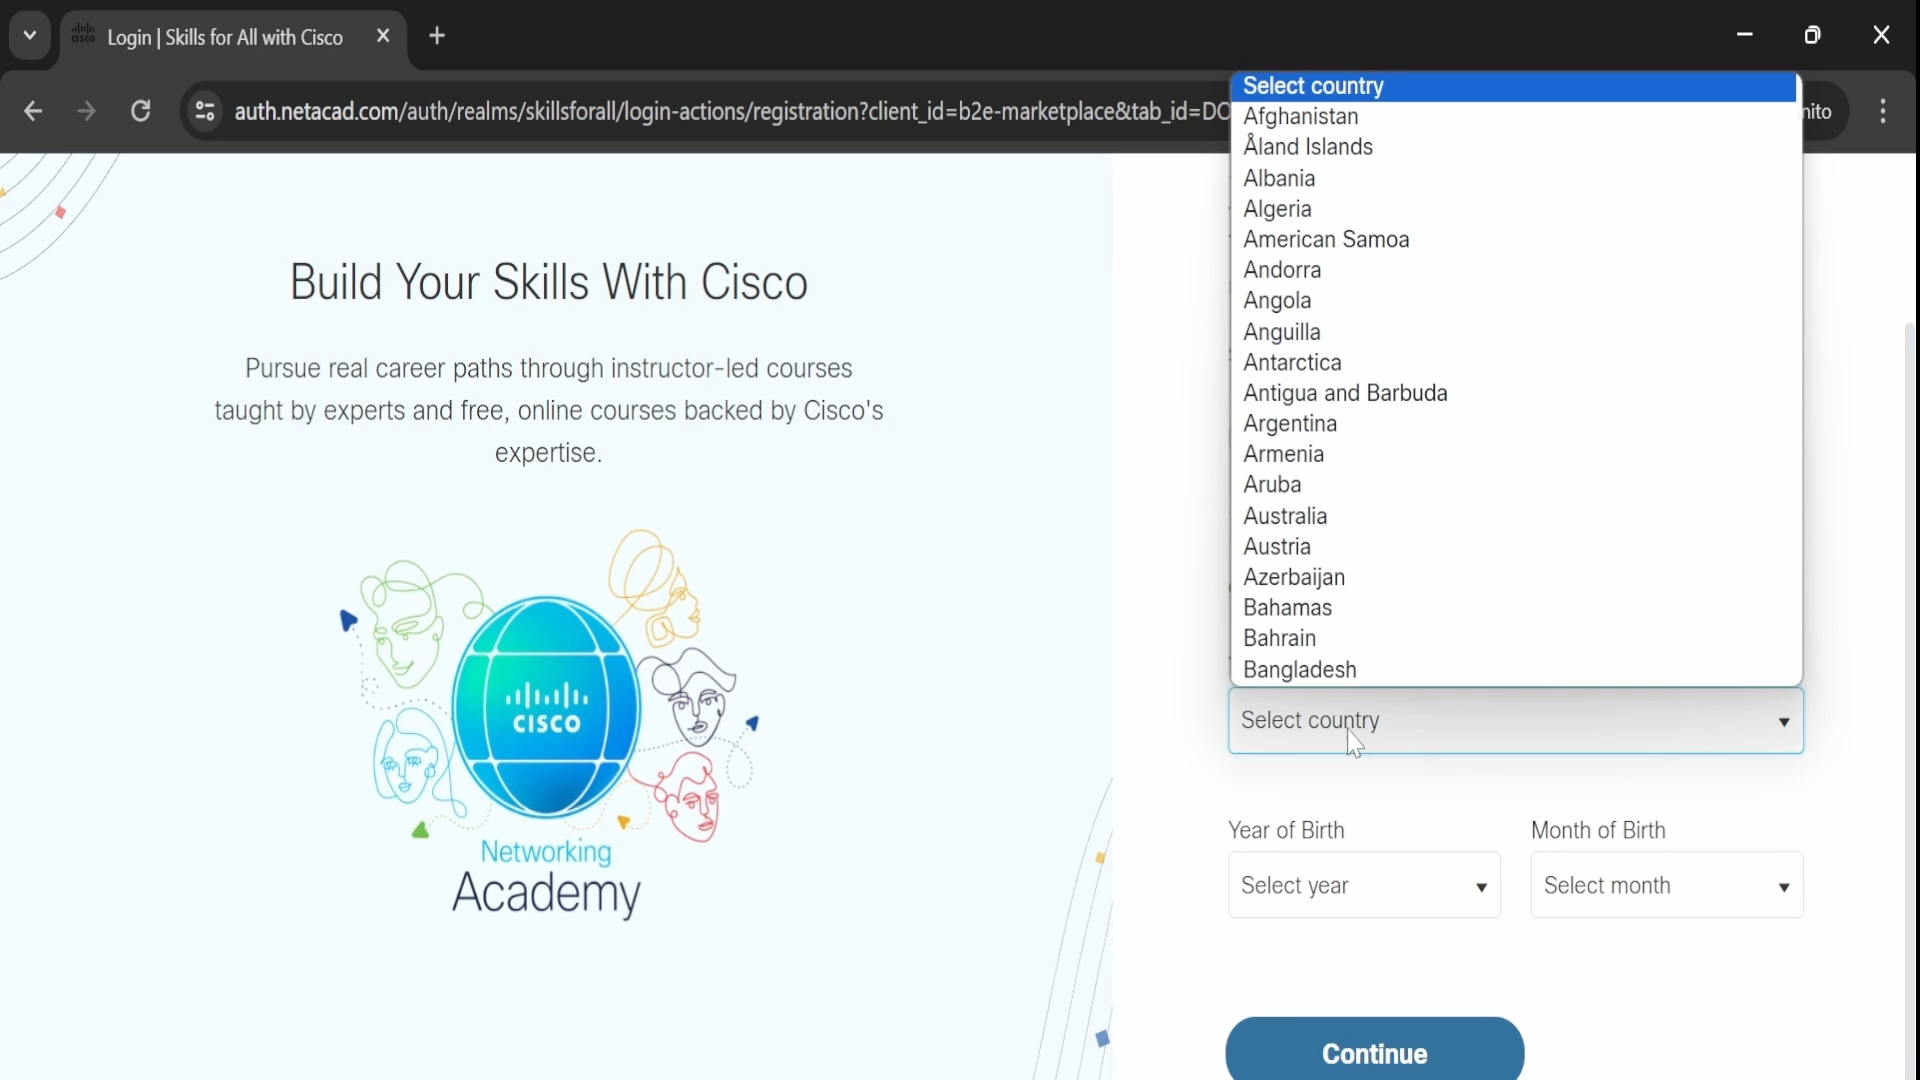 cisco
Login | Skills for All with Cisco
auth.netacad.com/auth/realms/skillsforall/login-actions/registration?client_id=b2e-marketplace&tab_id=DO
nito
Build Your Skills With Cisco
Pursue real career paths through instructor-led courses
taught by experts and free, online courses backed by Cisco's
expertise.
CISCO
Networking
Academy
Select country
Afghanistan
Åland Islands
Albania
Algeria
American Samoa
Andorra
Angola
Anguilla
Antarctica
Antigua and Barbuda
Argentina
Armenia
Aruba
Australia
Austria
Azerbaijan
Bahamas
Bahrain
Bangladesh
Select country
Year of Birth
Month of Birth
Select year
Select month
Continue